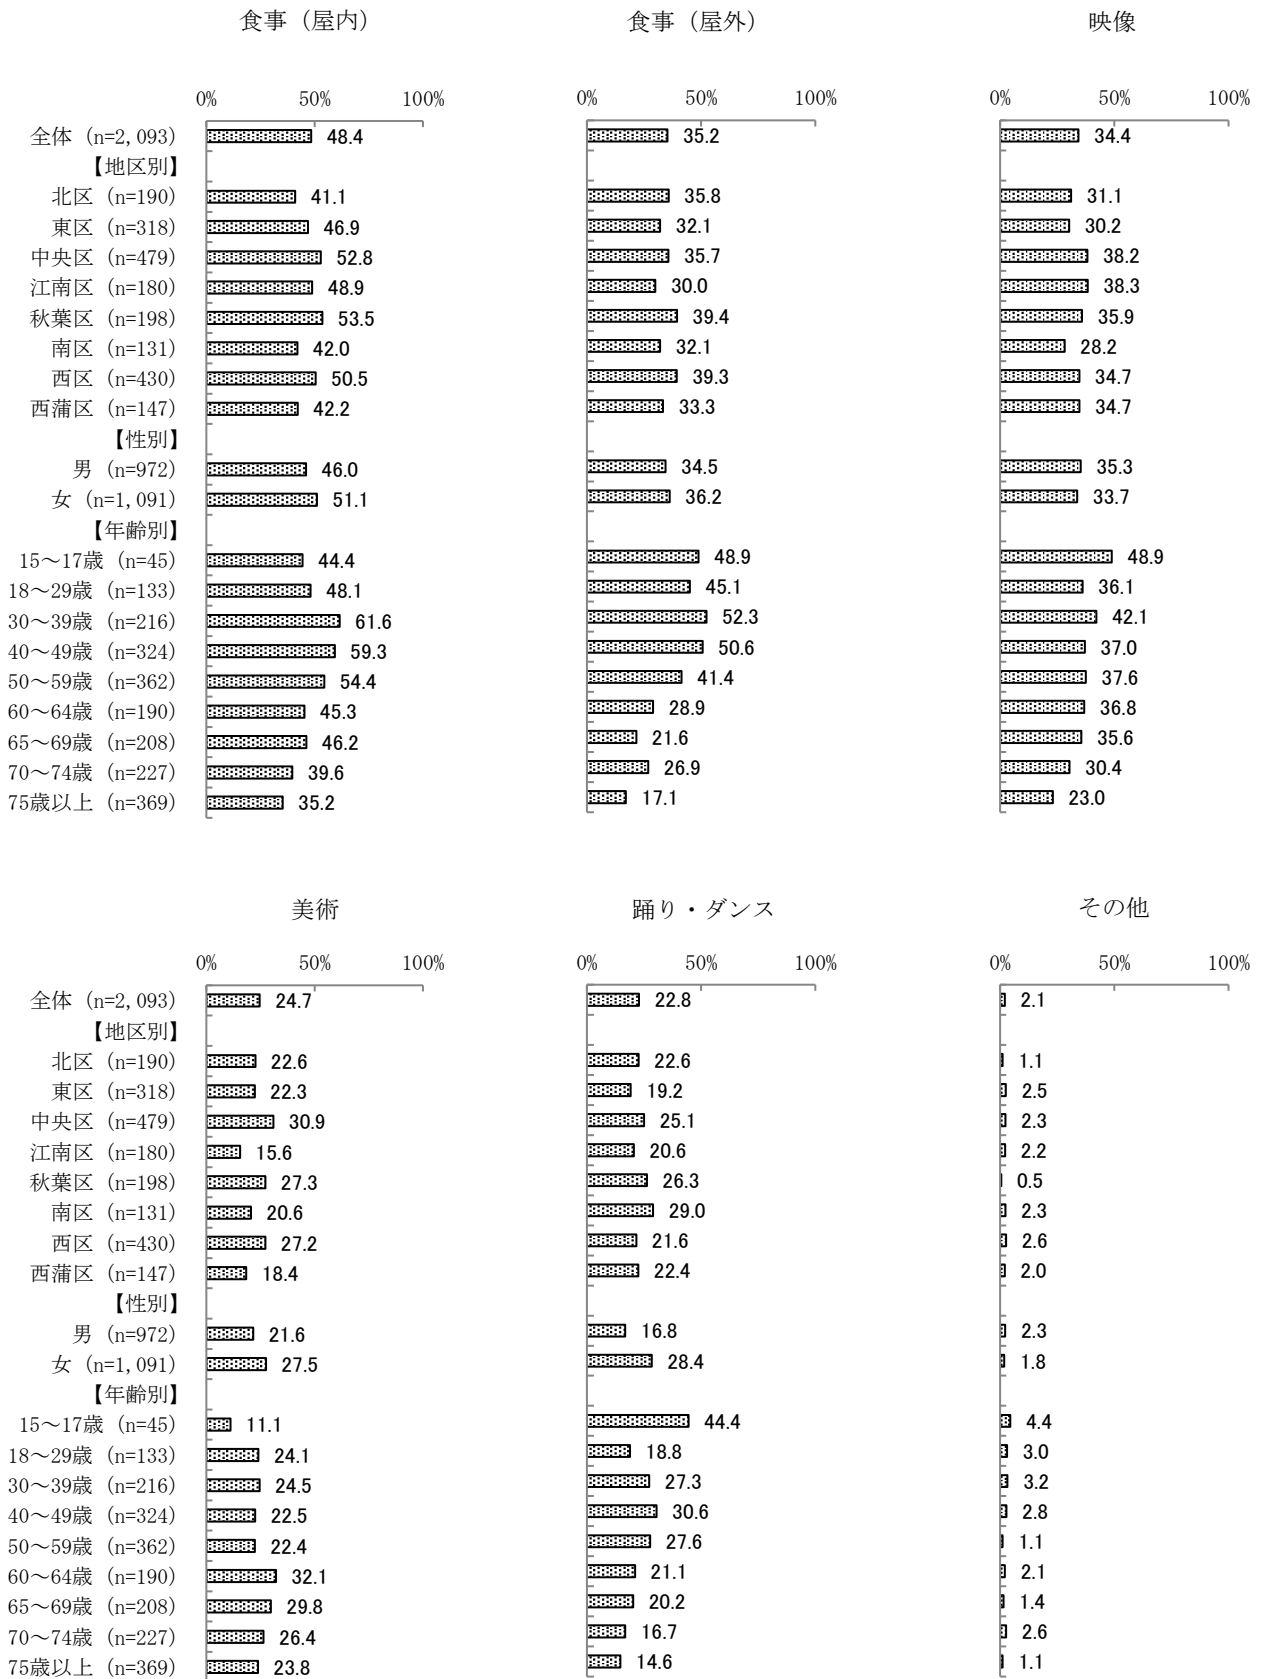 食事（屋内） 食事（屋外） 映像
0% 50% 100% 0% 50% 100% 0% 50% 100%
全体（n=2,093） 48.4 35.2 34.4
【地区別】
北区（n=190） 41.1 35.8 31.1
東区（n=318） 46.9 32.1 30.2
中央区（n=479） 52.8 35.7 38.2
江南区（n=180） 48.9 30.0 38.3
秋葉区（n=198） 53.5 39.4 35.9
南区（n=131） 42.0 32.1 28.2
西区（n=430） 50.5 39.3 34.7
西蒲区（n=147） 42.2 33.3 34.7
【性別】
男（n=972） 46.0 34.5 35.3
女（n=1,091） 51.1 36.2 33.7
【年齢別】
15～17歳（n=45） 44.4 48.9 48.9
18～29歳（n=133） 48.1 45.1 36.1
30～39歳（n=216） 61.6 52.3 42.1
40～49歳（n=324） 59.3 50.6 37.0
50～59歳（n=362） 54.4 41.4 37.6
60～64歳（n=190） 45.3 28.9 36.8
65～69歳（n=208） 46.2 21.6 35.6
70～74歳（n=227） 39.6 26.9 30.4
75歳以上（n=369） 35.2 17.1 23.0
美術 踊り・ダンス その他
0% 50% 100% 0% 50% 100% 0% 50% 100%
全体（n=2,093） 24.7 22.8 2.1
【地区別】
北区（n=190） 22.6 22.6 1.1
東区（n=318） 22.3 19.2 2.5
中央区（n=479） 30.9 25.1 2.3
江南区（n=180） 15.6 20.6 2.2
秋葉区（n=198） 27.3 26.3 0.5
南区（n=131） 20.6 29.0 2.3
西区（n=430） 27.2 21.6 2.6
西蒲区（n=147） 18.4 22.4 2.0
【性別】
男（n=972） 21.6 16.8 2.3
女（n=1,091） 27.5 28.4 1.8
【年齢別】
15～17歳（n=45） 11.1 44.4 4.4
18～29歳（n=133） 24.1 18.8 3.0
30～39歳（n=216） 24.5 27.3 3.2
40～49歳（n=324） 22.5 30.6 2.8
50～59歳（n=362） 22.4 27.6 1.1
60～64歳（n=190） 32.1 21.1 2.1
65～69歳（n=208） 29.8 20.2 1.4
70～74歳（n=227） 26.4 16.7 2.6
75歳以上（n=369） 23.8 14.6 1.1